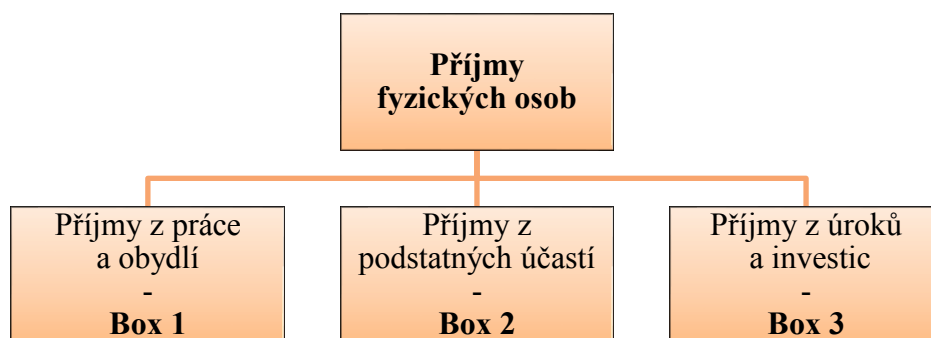 Příjmy
fyzických osob
Příjmy z práce
a obydlí
-
Box 1
Příjmy z
podstatných účastí
-
Box 2
Příjmy z úroků
a investic
-
Box 3